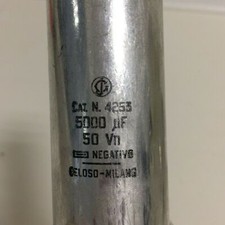 CAT. N. 4253
5000 µF
50 Vn
NEGATIVO
GELOSO-MILANO